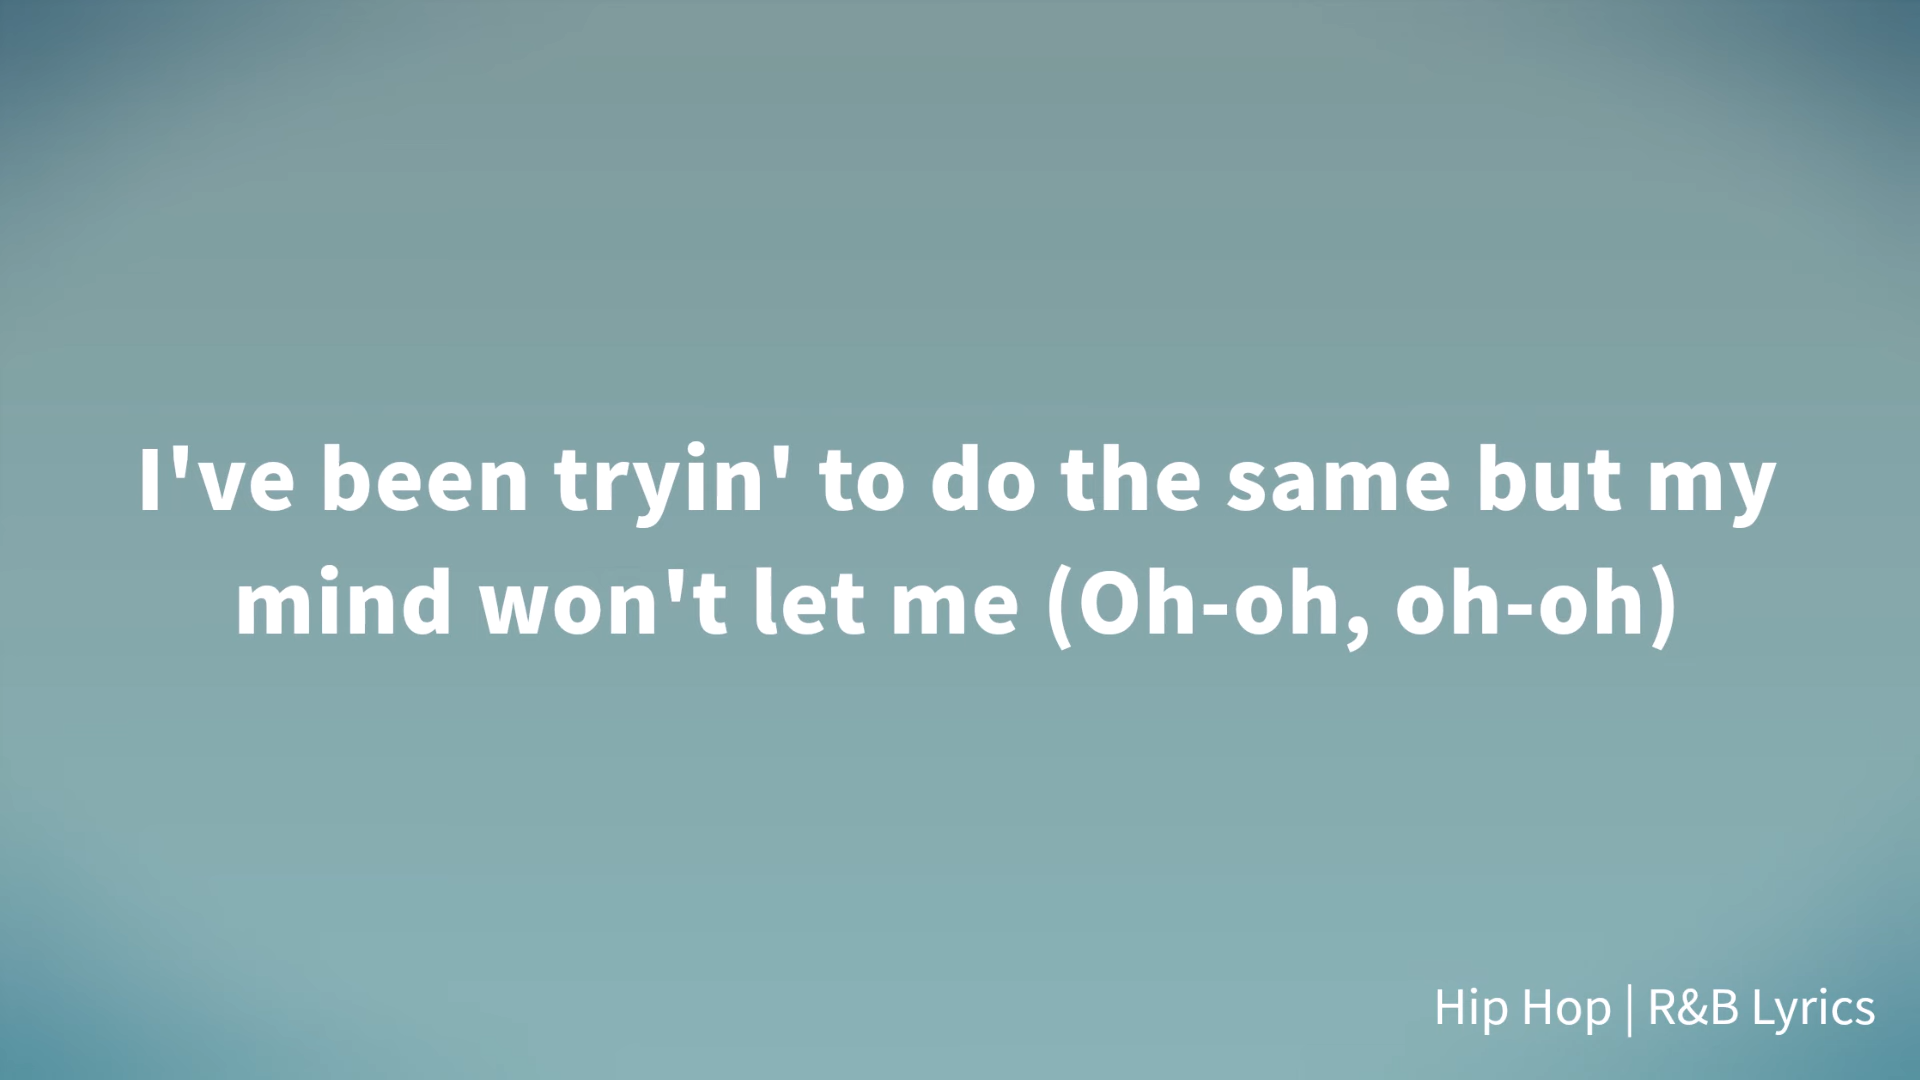 I've been tryin' to do the same but my
mind won't let me (Oh-oh, oh-oh)
Hip Hop | R&B Lyrics